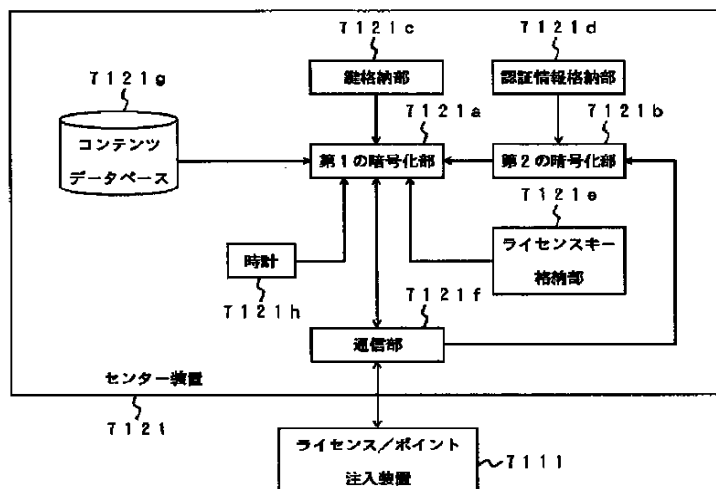 7121c
7121d
鍵格納部
認証情報格納部
7121g
7121a
7121b
コンテンツ
データベース
第1の暗号化部
第2の暗号化部
7121e
ライセンスキー
格納部
時計
7121h
7121f
通信部
センター装置
7121
ライセンス/ポイント
注入装置
7111